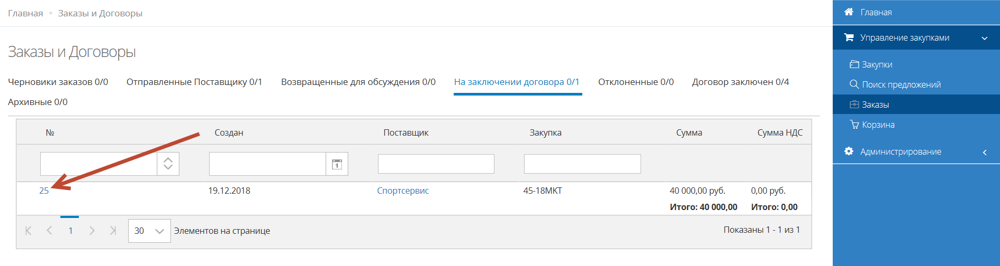 Главная • Заказы и Договоры
Заказы и Договоры
Черновики заказов 0/0 Отправленные Поставщику 0/1 Возвращенные для обсуждения 0/0 На заключении договора 0/1 Отклоненные 0/0 Договор заключен 0/4
Архивные 0/0
№ Создан Поставщик Закупка Сумма Сумма НДС
1
25 19.12.2018 Спортсервис 45-18МКТ 40 000,00 руб. 0,00 руб.
Итого: 40 000,00 Итого: 0,00
1 30 Элементов на странице Показаны 1 - 1 из 1
Главная
Управление закупками
Закупки
Поиск предложений
Заказы
Корзина
Администрирование